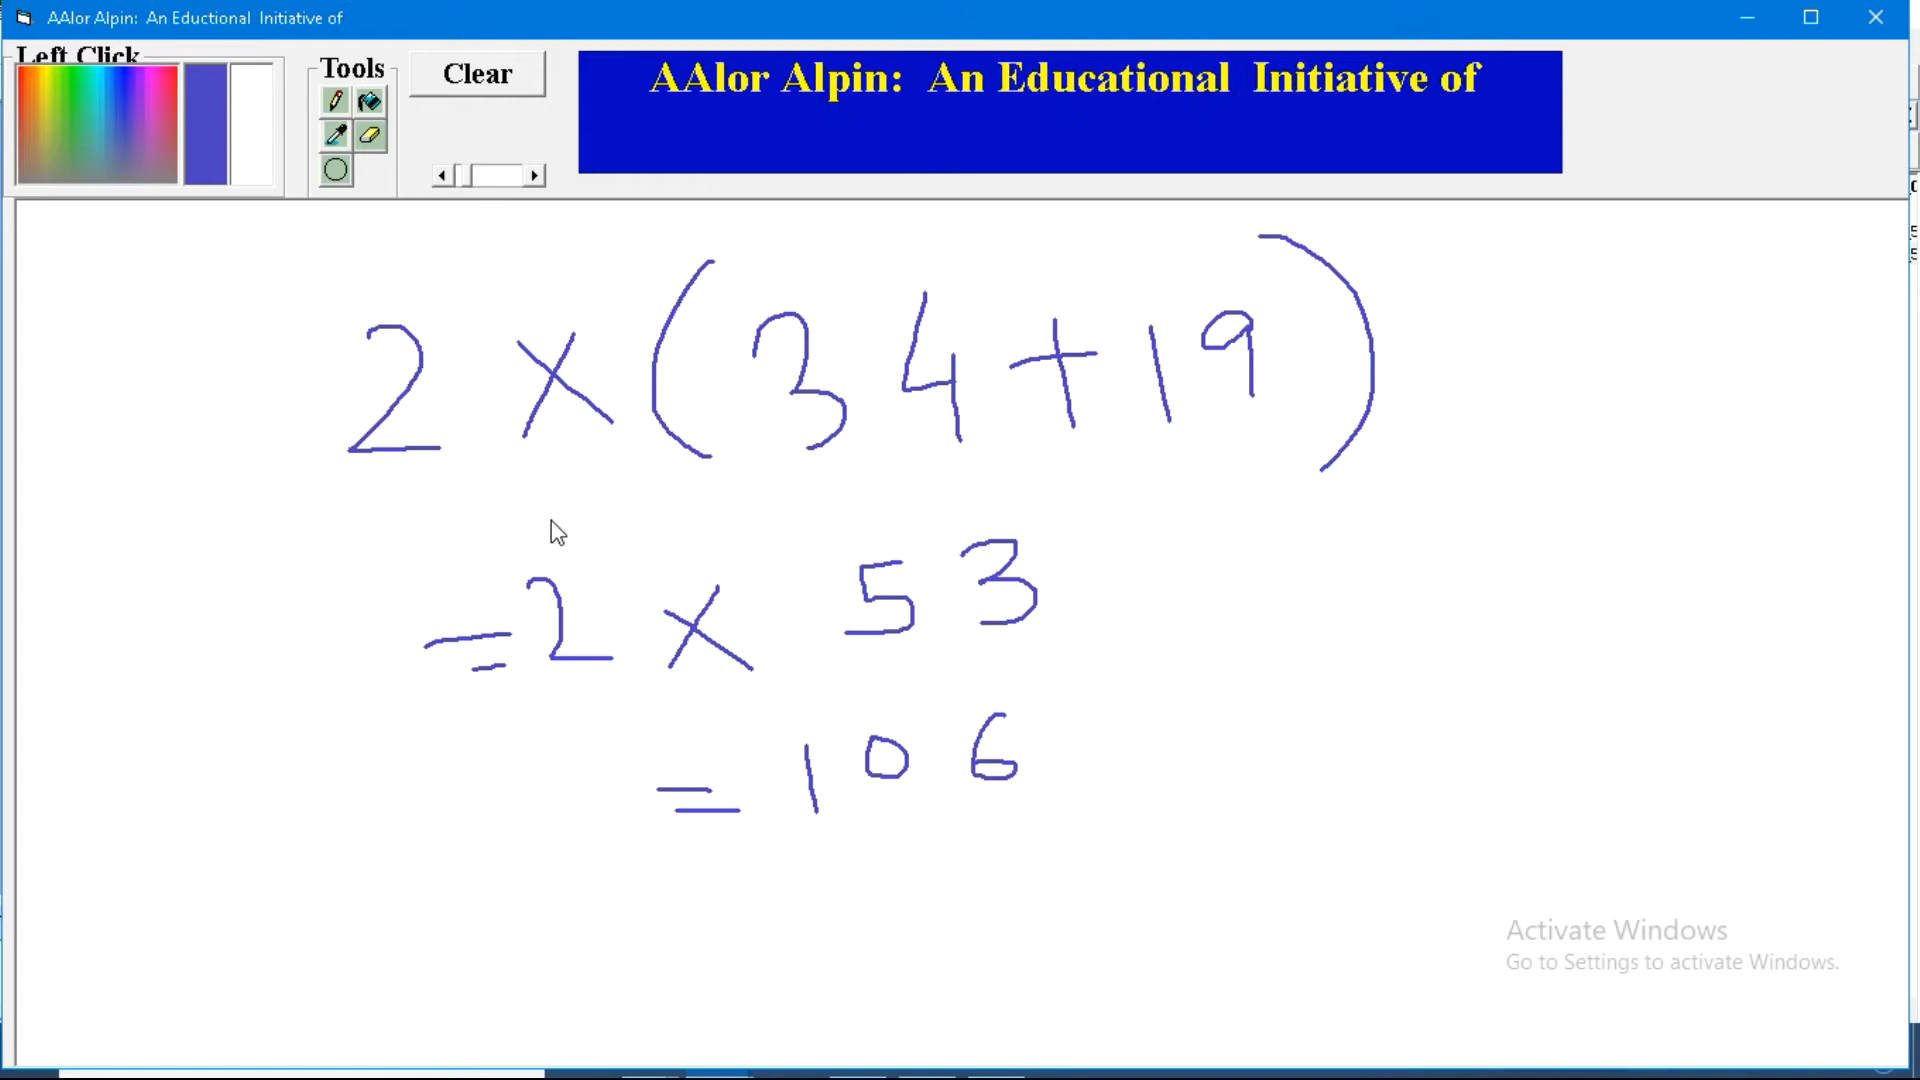 AAlor Alpin:  An Eductional  Initiative of
Left Click
Tools
Clear
AAlor Alpin:  An Educational  Initiative of
2 × (34+19)
= 2 × 53
= 106
Activate Windows
Go to Settings to activate Windows.